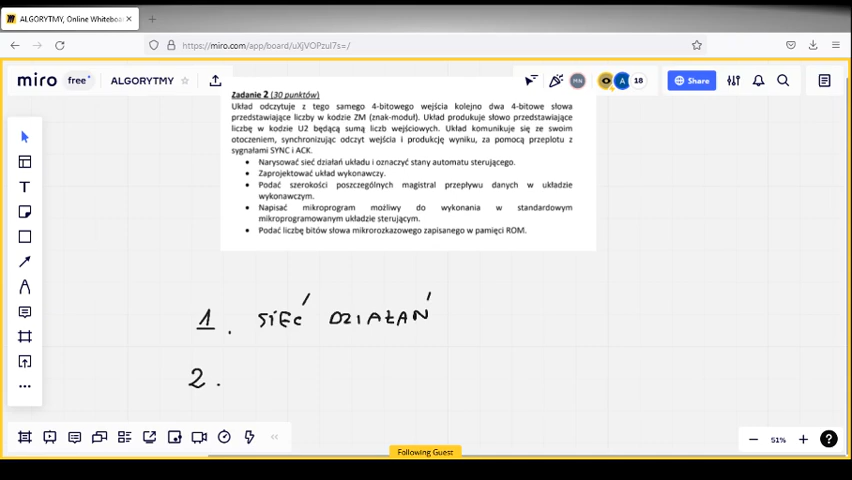 ALGORYTMY, Online Whiteboa
https://miro.com/app/board/uXjVOPzuI7s=/
miro free ALGORYTMY MN A 18 Share
Zadanie 2 (30 punktów)
Układ odczytuje z tego samego 4-bitowego wejścia kolejno dwa 4-bitowe słowa
przedstawiające liczby w kodzie ZM (znak-moduł). Układ produkuje słowo przedstawiające
liczbę w kodzie U2 będącą sumą liczb wejściowych. Układ komunikuje się ze swoim
otoczeniem, synchronizując odczyt wejścia i produkcję wyniku, za pomocą przeplotu z
sygnałami SYNC i ACK.
• Narysować sieć działań układu i oznaczyć stany automatu sterującego.
• Zaprojektować układ wykonawczy.
• Podać szerokości poszczególnych magistral przepływu danych w układzie
wykonawczym.
• Napisać mikroprogram możliwy do wykonania w standardowym
mikroprogramowanym układzie sterującym.
• Podać liczbę bitów słowa mikrorozkazowego zapisanego w pamięci ROM.
1. SIEĆ DZIAŁAŃ
2.
51%
Following Guest